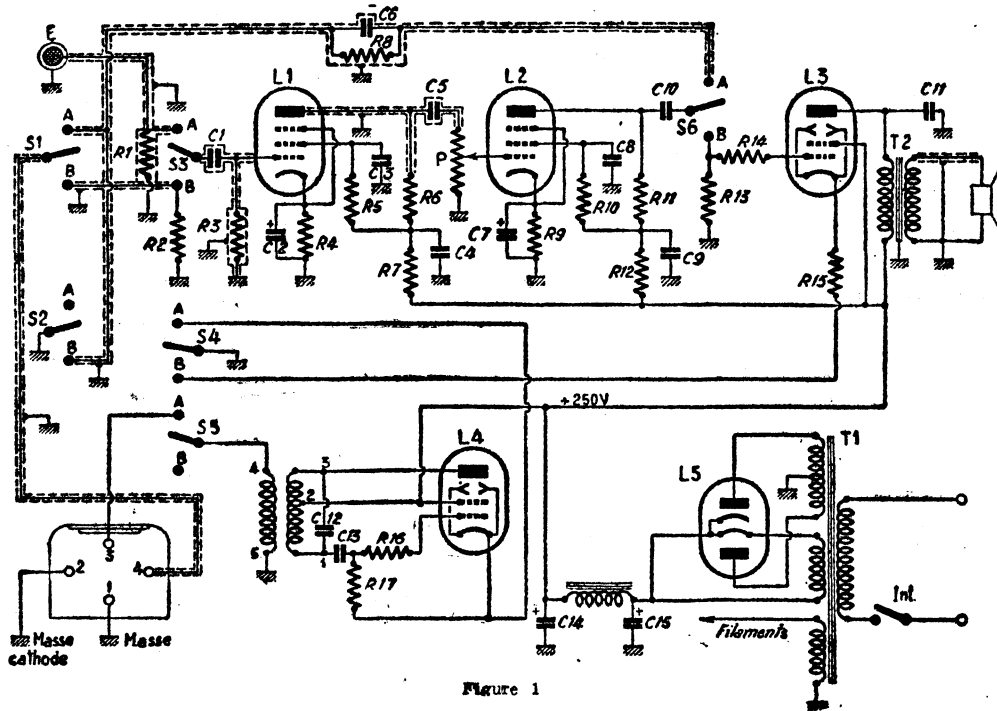 C6
R8
E
L1
C5
L2
C10
A
S6
B
L3
C11
T2
A
S1
B
R1
A
S3
B
C1
R3
R2
C2
R4
R5
C3
R6
P
C4
R7
C7
R9
R10
C8
R11
C9
R12
R13
R14
R15
A
S2
B
A
S4
B
A
S5
B
+250V
L4
4
5
3
2
1
C12
C13
R16
R17
L5
T1
Int.
+
C14
+
C15
Filaments
3
2
4
1
Masse
cathode
Masse
Figure 1